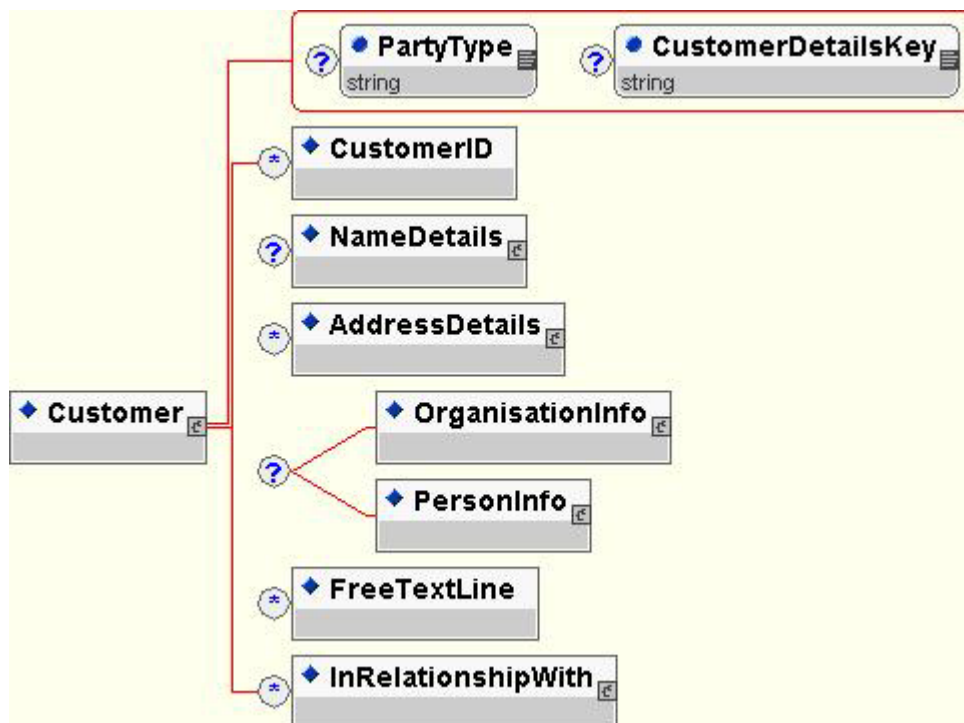 ? PartyType ? CustomerDetailsKey
string string
* CustomerID
? NameDetails
* AddressDetails
Customer
OrganisationInfo
?
PersonInfo
* FreeTextLine
* InRelationshipWith